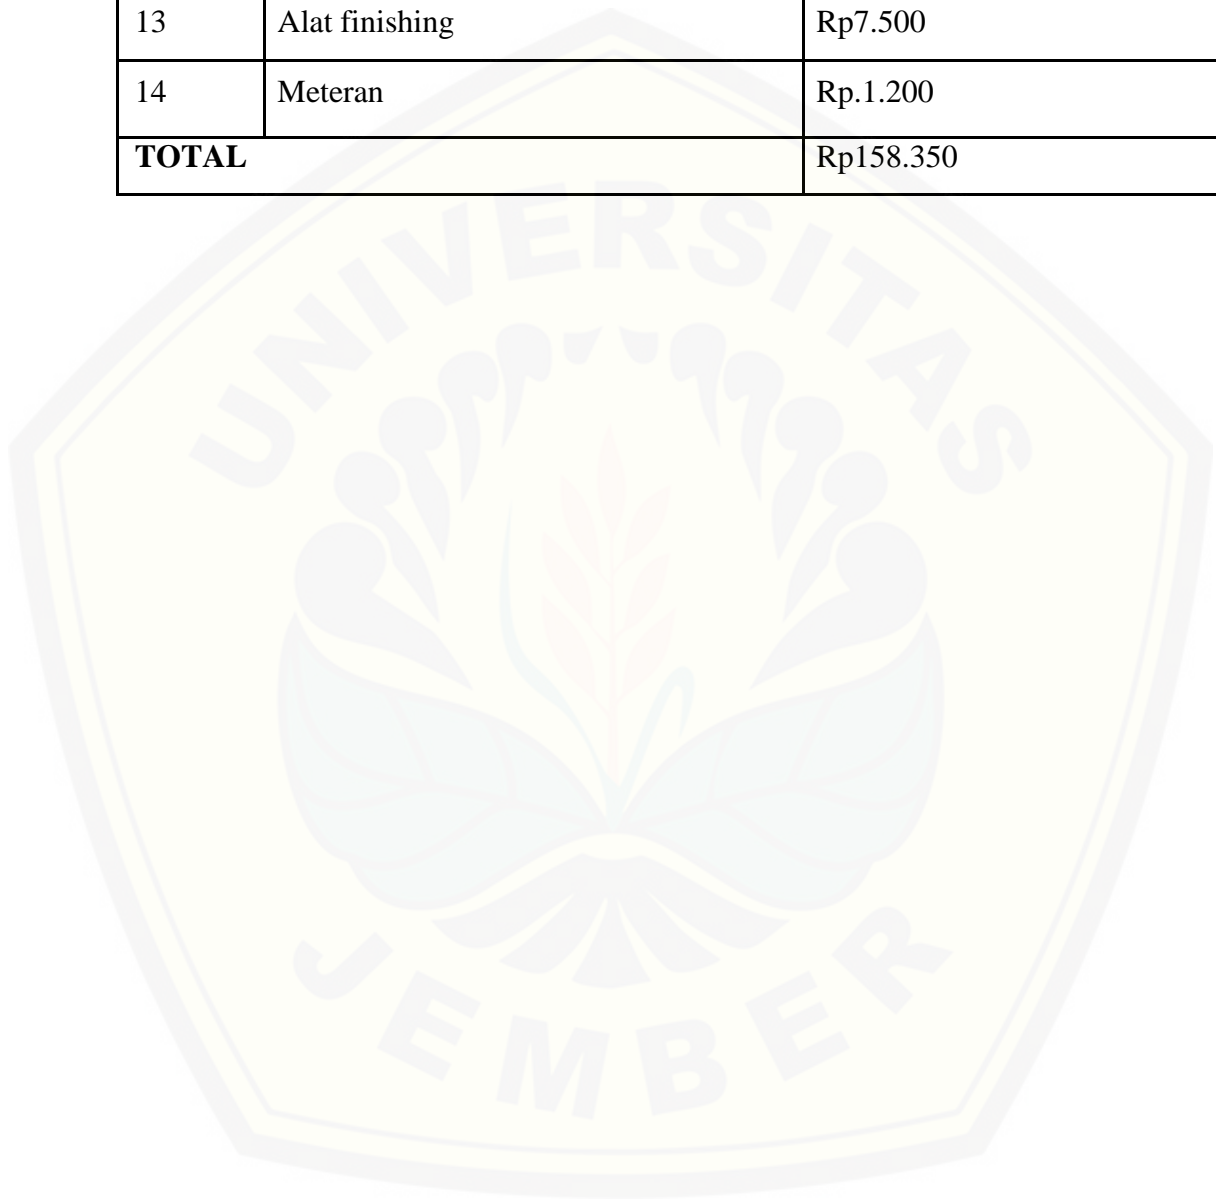 13 Alat finishing Rp7.500
14 Meteran Rp.1.200
TOTAL Rp158.350
UNIVERSITAS
JEMBER